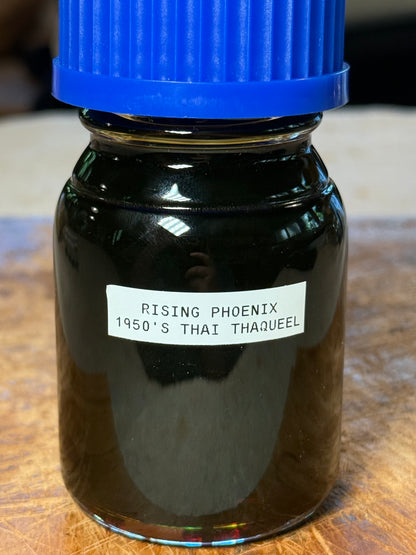 RISING PHOENIX
1950'S THAI THAQUEEL